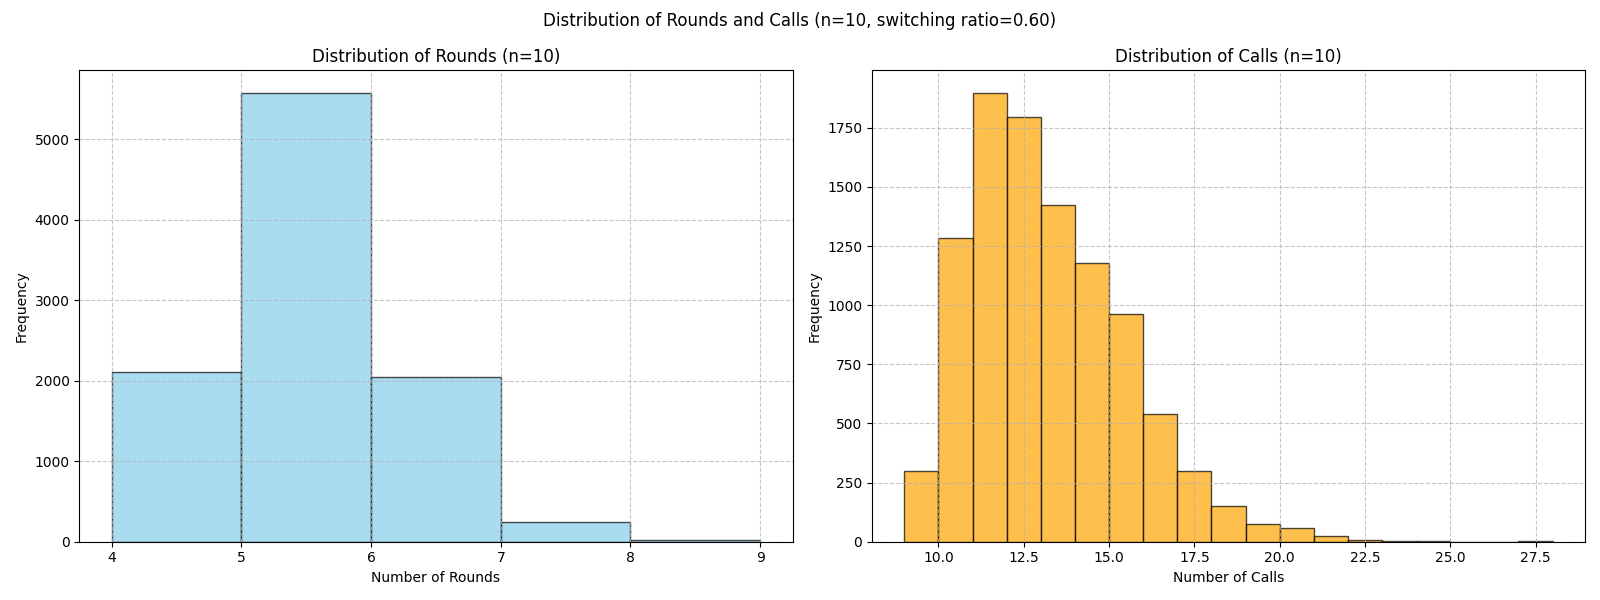 Distribution of Rounds and Calls (n=10, switching ratio=0.60)
Distribution of Rounds (n=10)
Frequency
5000
4000
3000
2000
1000
0
4 5 6 7 8 9
Number of Rounds
Distribution of Calls (n=10)
Frequency
1750
1500
1250
1000
750
500
250
0
10.0 12.5 15.0 17.5 20.0 22.5 25.0 27.5
Number of Calls